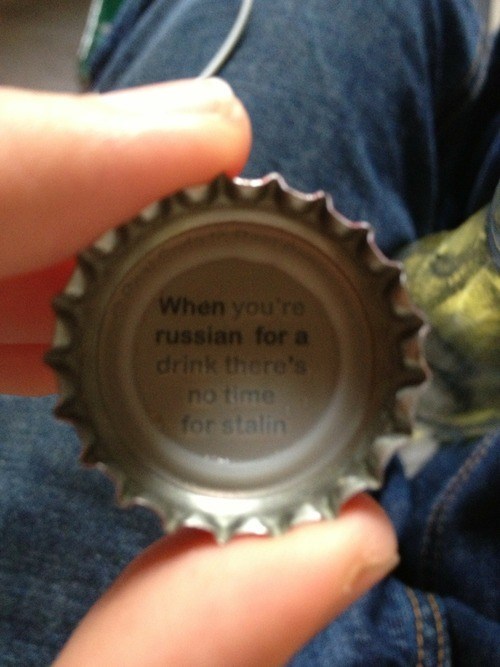 When you're
russian for a
drink there's
no time
for stalin